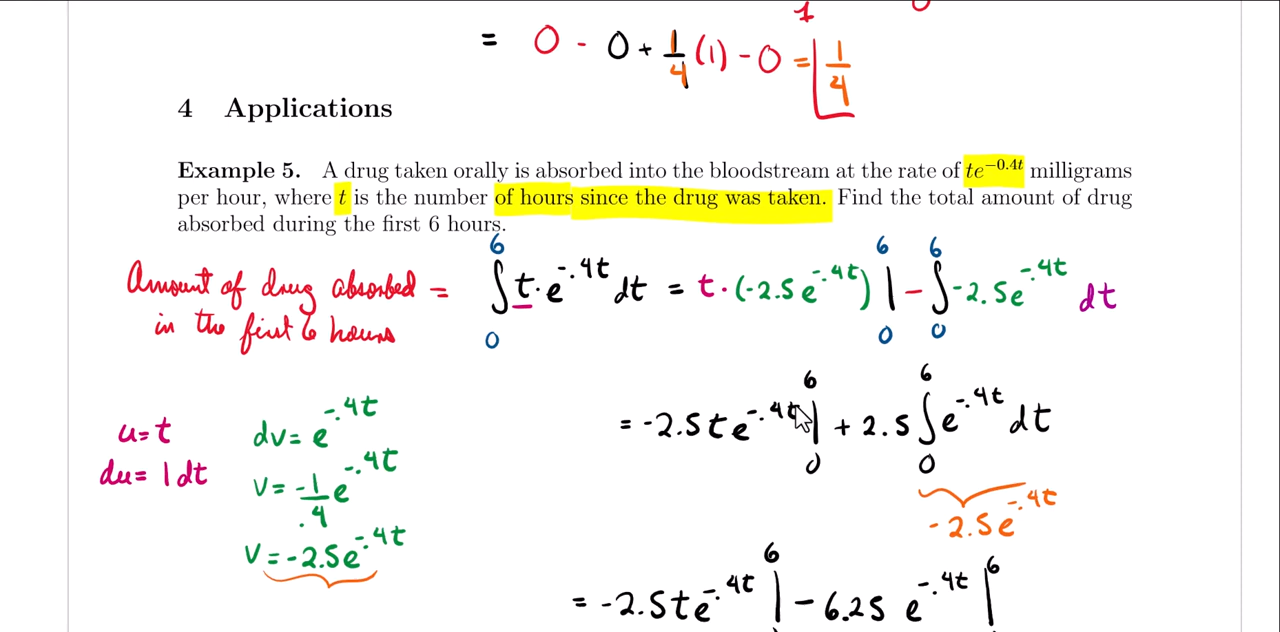 = 0 - 0 + 1/4 (1) - 0 = 1/4
4 Applications
Example 5. A drug taken orally is absorbed into the bloodstream at the rate of te^{-0.4t} milligrams
per hour, where t is the number of hours since the drug was taken. Find the total amount of drug
absorbed during the first 6 hours.
Amount of drug absorbed = ∫_0^6 t·e^{-.4t} dt = t·(-2.5e^{-.4t}) |_0^6 - ∫_0^6 -2.5e^{-.4t} dt
in the first 6 hours
= -2.5te^{-.4t} |_0^6 + 2.5 ∫_0^6 e^{-.4t} dt
u=t
du= 1 dt
dv= e^{-.4t}
v= -1/.4 e^{-.4t}
v= -2.5e^{-.4t}
-2.5e^{-.4t}
= -2.5te^{-.4t} |^6 - 6.25 e^{-.4t} |^6